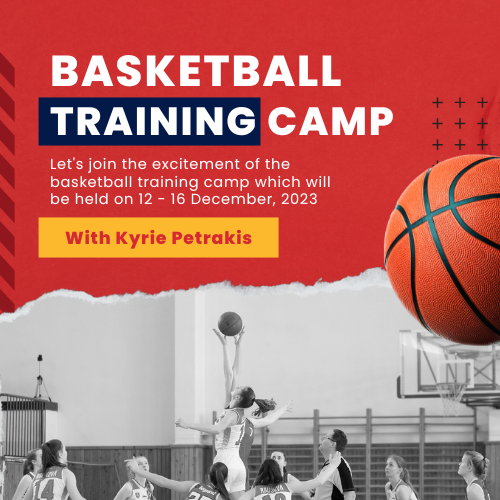 BASKETBALL
TRAINING CAMP
Let's join the excitement of the
basketball training camp which will
be held on 12 - 16 December, 2023
With Kyrie Petrakis
14